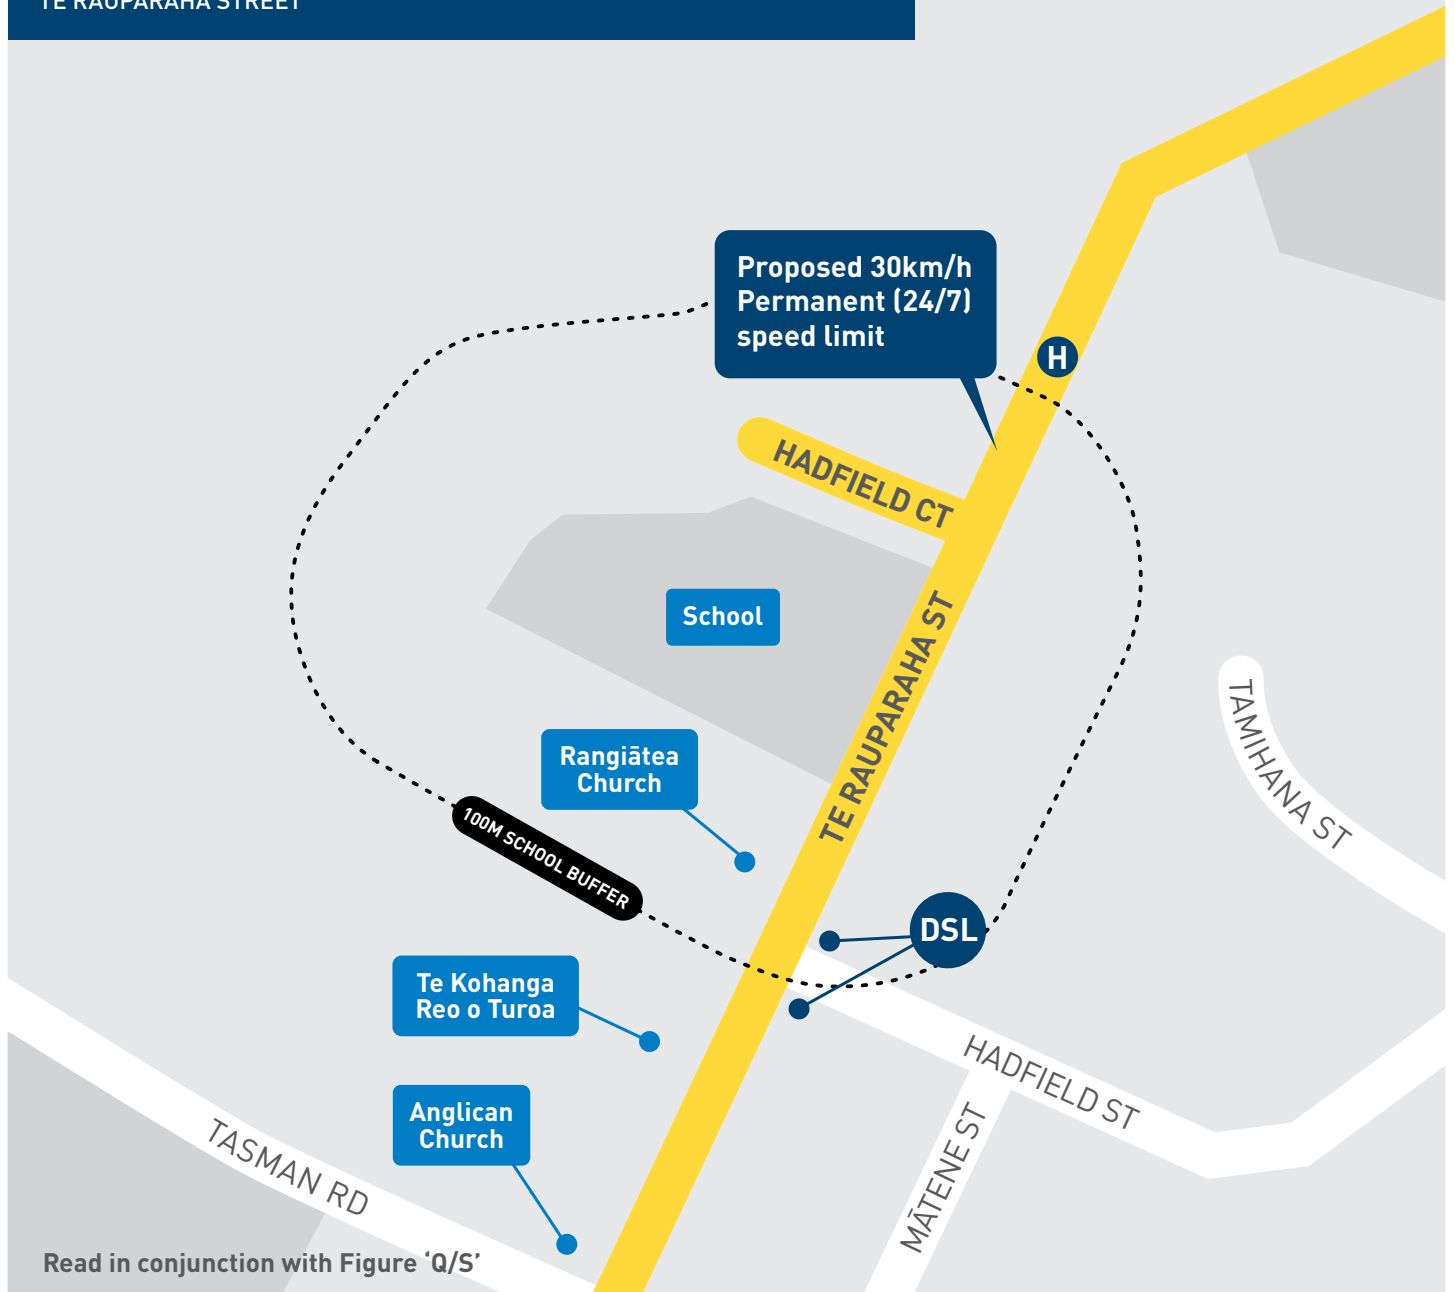 TE RAUPARAHA STREET
Proposed 30km/h
Permanent (24/7)
speed limit
H
HADFIELD CT
School
TE RAUPARAHA ST
TAMIHANA ST
Rangiātea
Church
100M SCHOOL BUFFER
DSL
Te Kohanga
Reo o Turoa
HADFIELD ST
Anglican
Church
MĀTENE ST
TASMAN RD
Read in conjunction with Figure ‘Q/S’